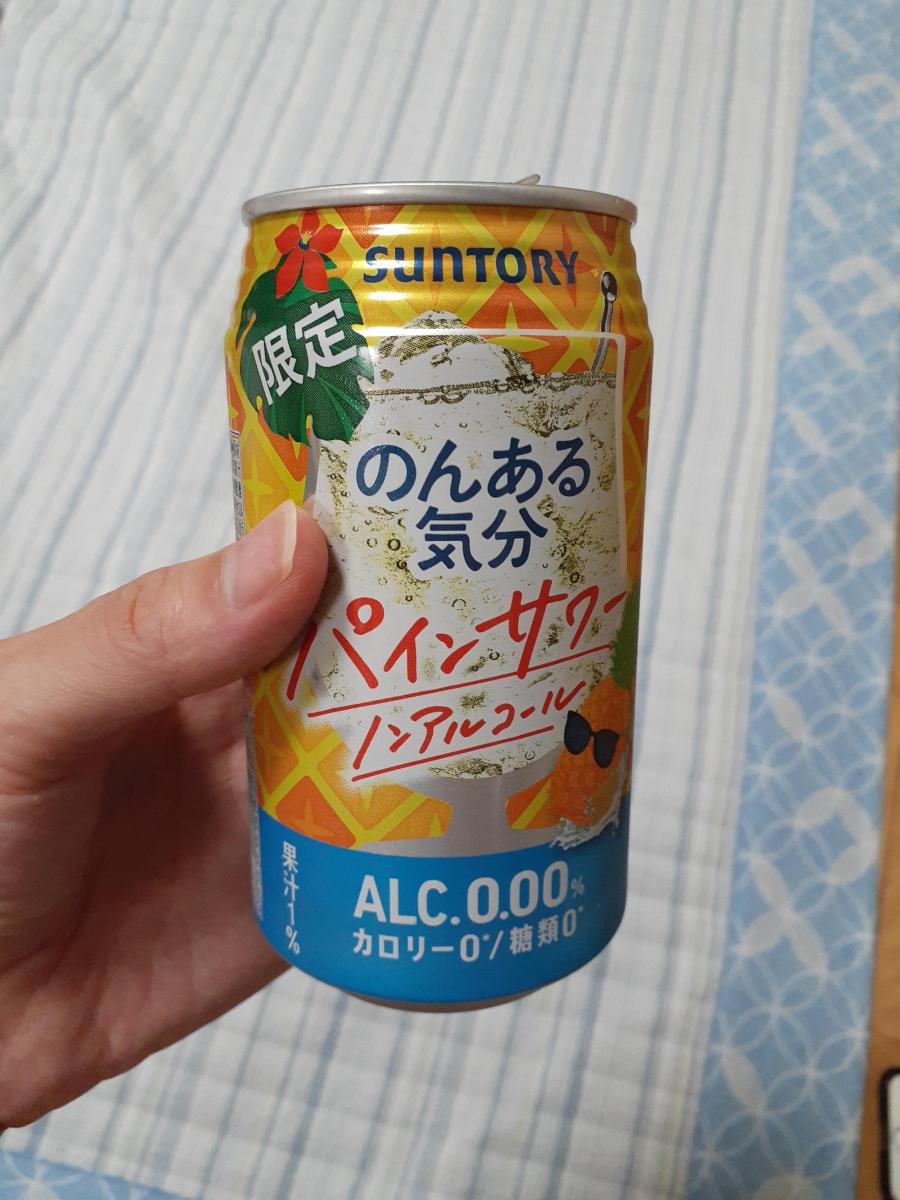 SUNTORY
限定
のんある
気分
パインサワー
ノンアルコール
果汁1%
ALC.0.00%
カロリー0*/糖類0*